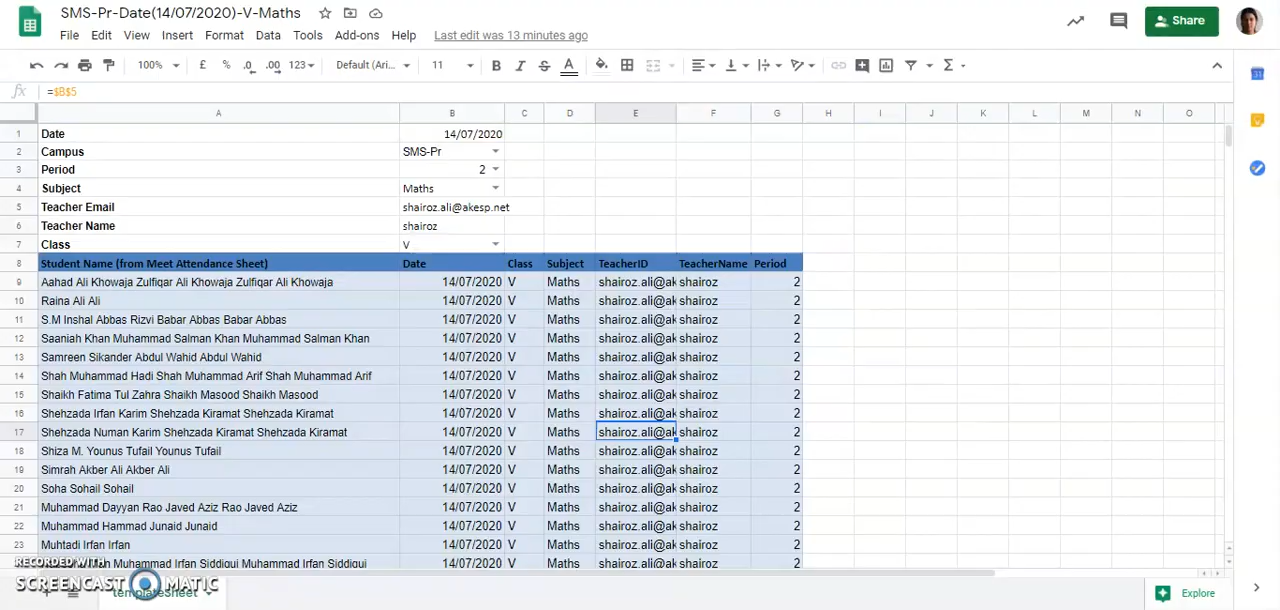 SMS-Pr-Date(14/07/2020)-V-Maths
File Edit View Insert Format Data Tools Add-ons Help Last edit was 13 minutes ago
Share
100% £ % .0 .00 123 Default (Ari... 11 B I S A Σ
fx =$B$5
A B C D E F G H I J K L M N O
1 Date 14/07/2020
2 Campus SMS-Pr
3 Period 2
4 Subject Maths
5 Teacher Email shairoz.ali@akesp.net
6 Teacher Name shairoz
7 Class V
8 Student Name (from Meet Attendance Sheet) Date Class Subject TeacherID TeacherName Period
9 Aahad Ali Khowaja Zulfiqar Ali Khowaja Zulfiqar Ali Khowaja 14/07/2020 V Maths shairoz.ali@ak shairoz 2
10 Raina Ali Ali 14/07/2020 V Maths shairoz.ali@ak shairoz 2
11 S.M Inshal Abbas Rizvi Babar Abbas Babar Abbas 14/07/2020 V Maths shairoz.ali@ak shairoz 2
12 Saaniah Khan Muhammad Salman Khan Muhammad Salman Khan 14/07/2020 V Maths shairoz.ali@ak shairoz 2
13 Samreen Sikander Abdul Wahid Abdul Wahid 14/07/2020 V Maths shairoz.ali@ak shairoz 2
14 Shah Muhammad Hadi Shah Muhammad Arif Shah Muhammad Arif 14/07/2020 V Maths shairoz.ali@ak shairoz 2
15 Shaikh Fatima Tul Zahra Shaikh Masood Shaikh Masood 14/07/2020 V Maths shairoz.ali@ak shairoz 2
16 Shehzada Irfan Karim Shehzada Kiramat Shehzada Kiramat 14/07/2020 V Maths shairoz.ali@ak shairoz 2
17 Shehzada Numan Karim Shehzada Kiramat Shehzada Kiramat 14/07/2020 V Maths shairoz.ali@ak shairoz 2
18 Shiza M. Younus Tufail Younus Tufail 14/07/2020 V Maths shairoz.ali@ak shairoz 2
19 Simrah Akber Ali Akber Ali 14/07/2020 V Maths shairoz.ali@ak shairoz 2
20 Soha Sohail Sohail 14/07/2020 V Maths shairoz.ali@ak shairoz 2
21 Muhammad Dayyan Rao Javed Aziz Rao Javed Aziz 14/07/2020 V Maths shairoz.ali@ak shairoz 2
22 Muhammad Hammad Junaid Junaid 14/07/2020 V Maths shairoz.ali@ak shairoz 2
23 Muhtadi Irfan Irfan 14/07/2020 V Maths shairoz.ali@ak shairoz 2
Muhammad Irfan Siddiqui Muhammad Irfan Siddiqui 14/07/2020 V Maths shairoz.ali@ak shairoz 2
RECORDED WITH
SCREENCAST MATIC
templateSheet
Explore